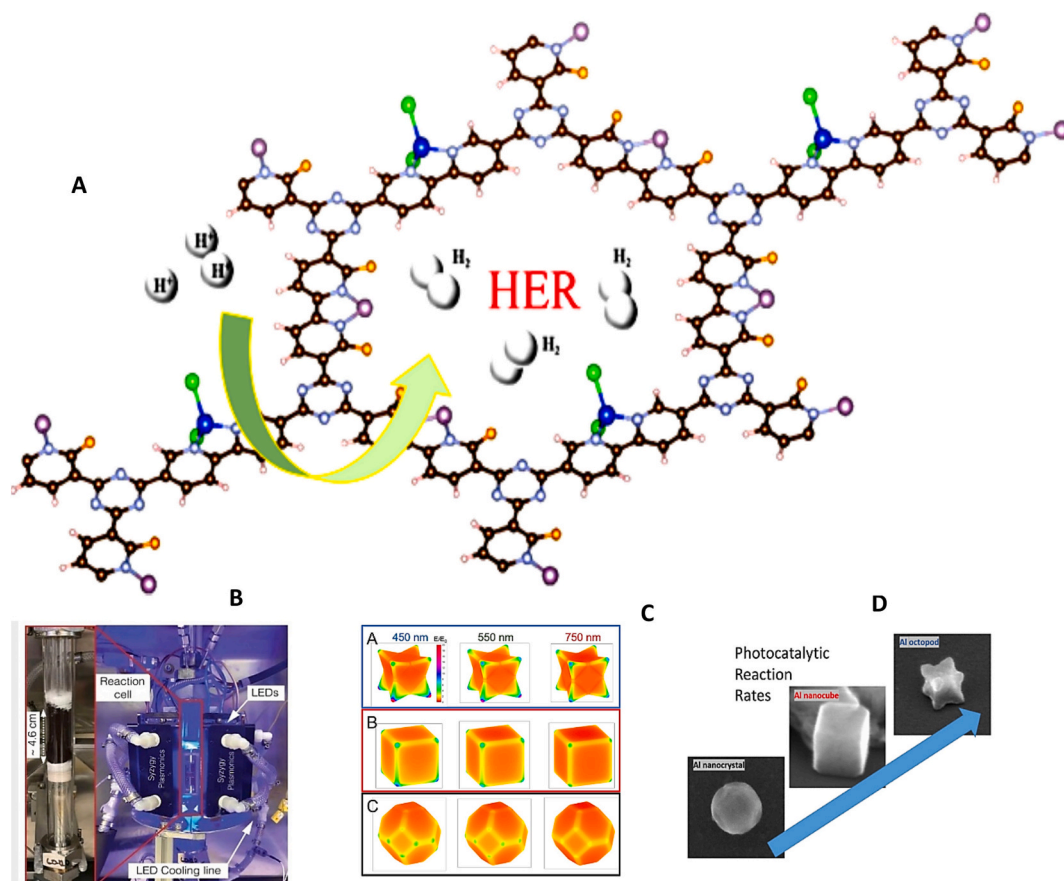 A
H⁺
H⁺
H⁺
H₂
H₂
HER
H₂
B
Reaction
cell
LEDs
~ 4.6 cm
Syzygy
Plasmonics
Syzygy
Plasmonics
LED Cooling line
C
A
450 nm
E/E₀
550 nm
750 nm
B
C
D
Photocatalytic
Reaction
Rates
Al octopod
Al nanocube
Al nanocrystal